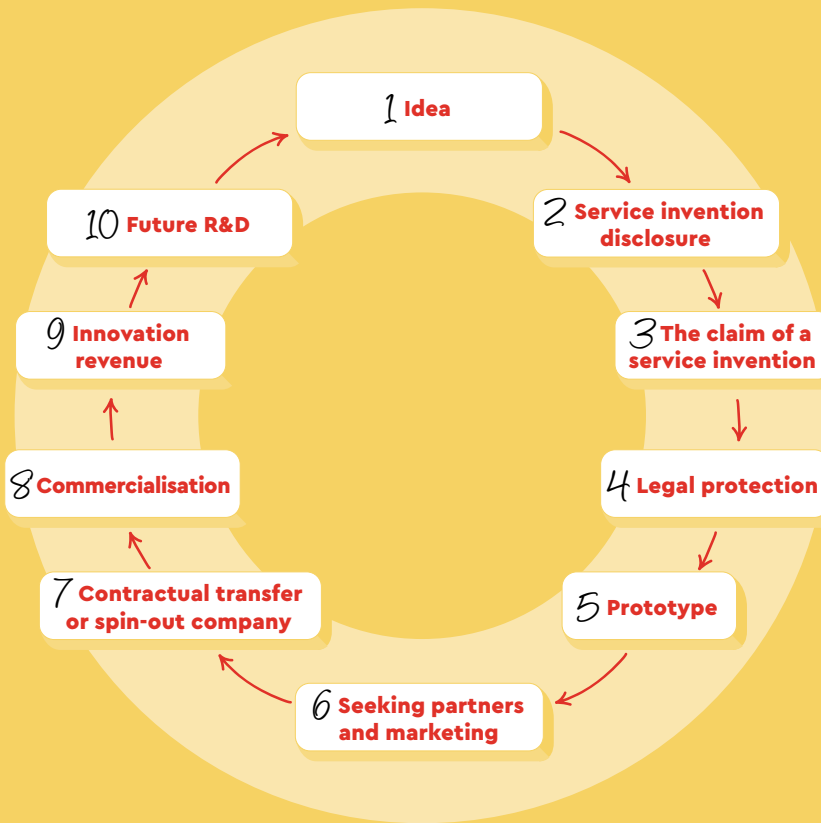 1 Idea
2 Service invention
disclosure
3 The claim of a
service invention
4 Legal protection
5 Prototype
6 Seeking partners
and marketing
7 Contractual transfer
or spin-out company
8 Commercialisation
9 Innovation
revenue
10 Future R&D